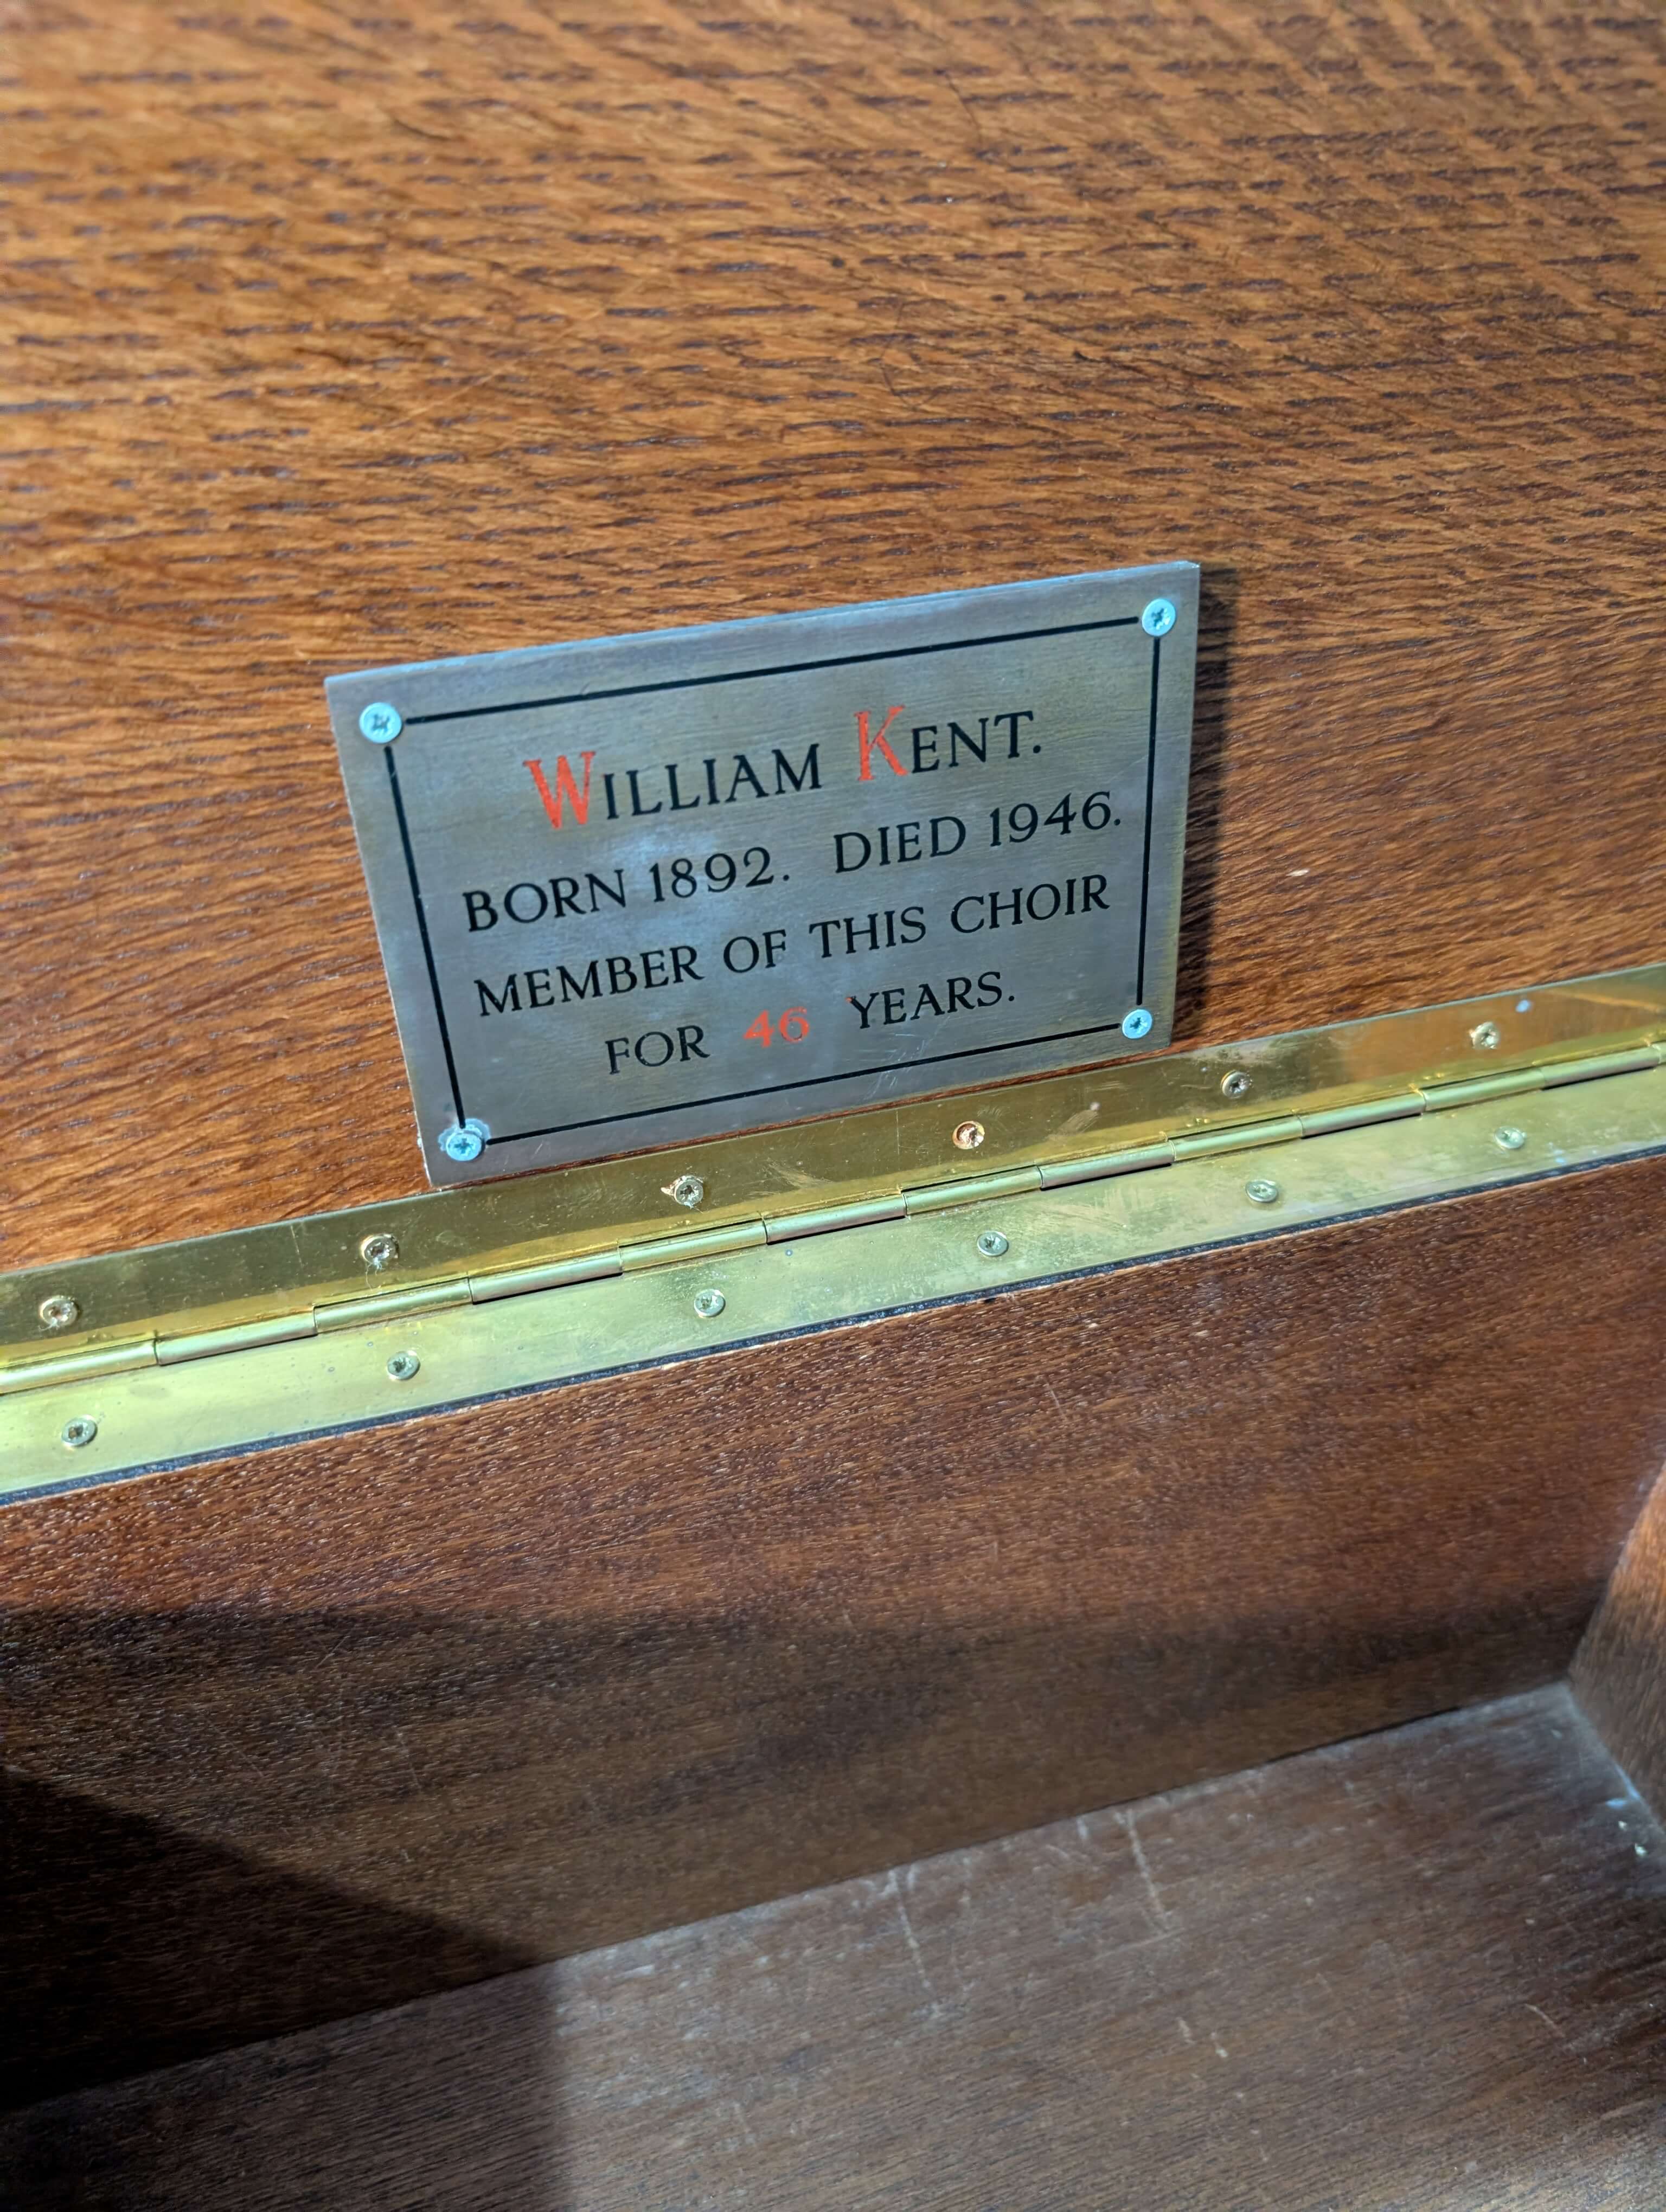 WILLIAM KENT.
BORN 1892. DIED 1946.
MEMBER OF THIS CHOIR
FOR 46 YEARS.